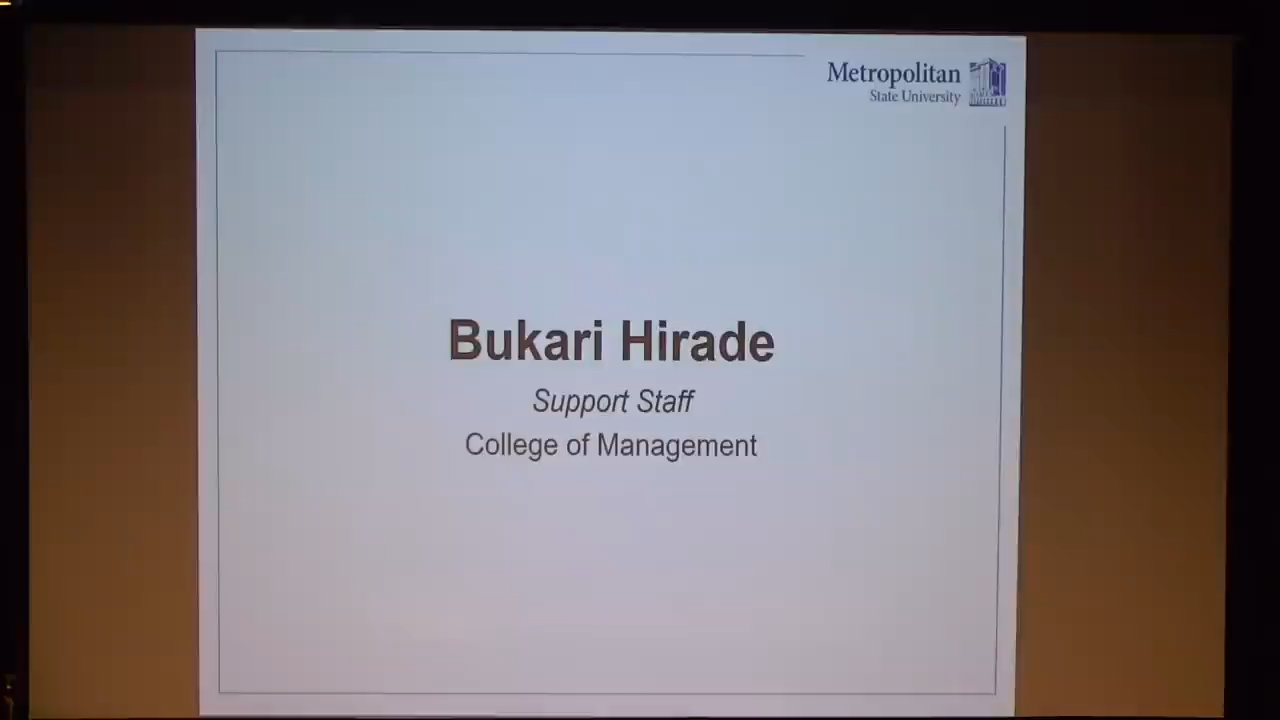 Metropolitan
State University
Bukari Hirade
Support Staff
College of Management